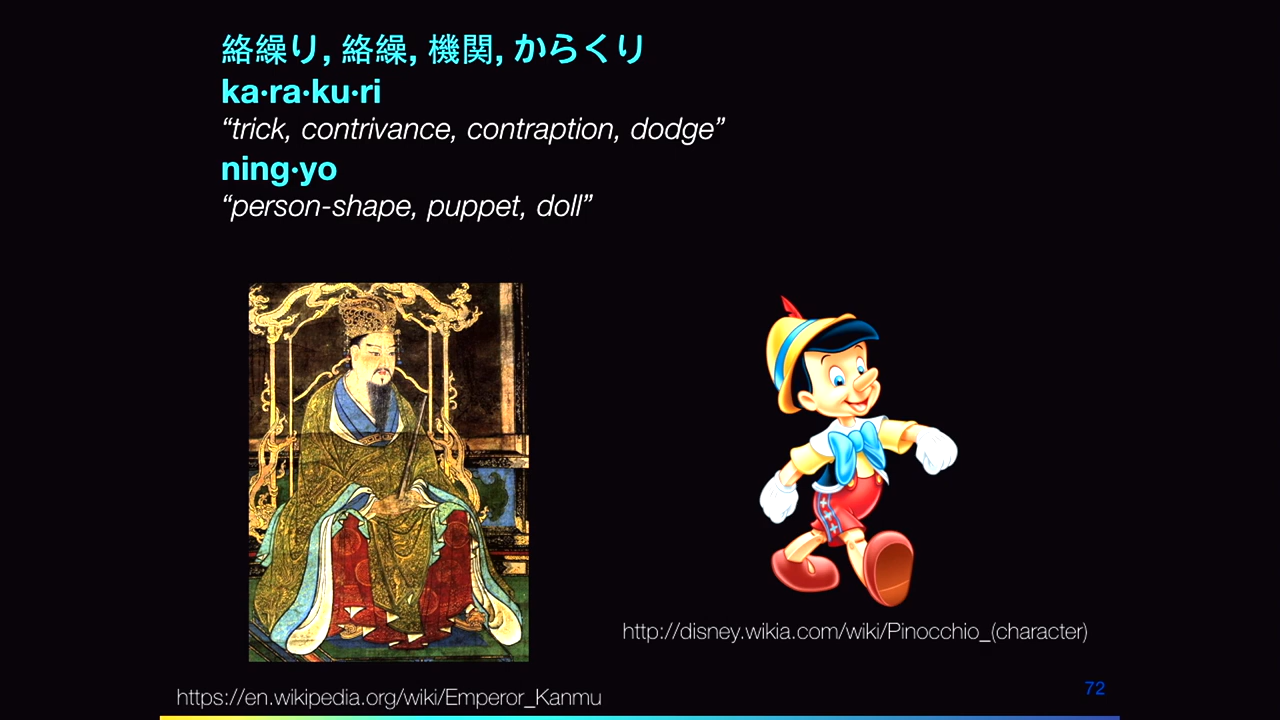 絡繰り, 絡繰, 機関, からくり
ka·ra·ku·ri
“trick, contrivance, contraption, dodge”
ning·yo
“person-shape, puppet, doll”
http://disney.wikia.com/wiki/Pinocchio_(character)
https://en.wikipedia.org/wiki/Emperor_Kanmu
72